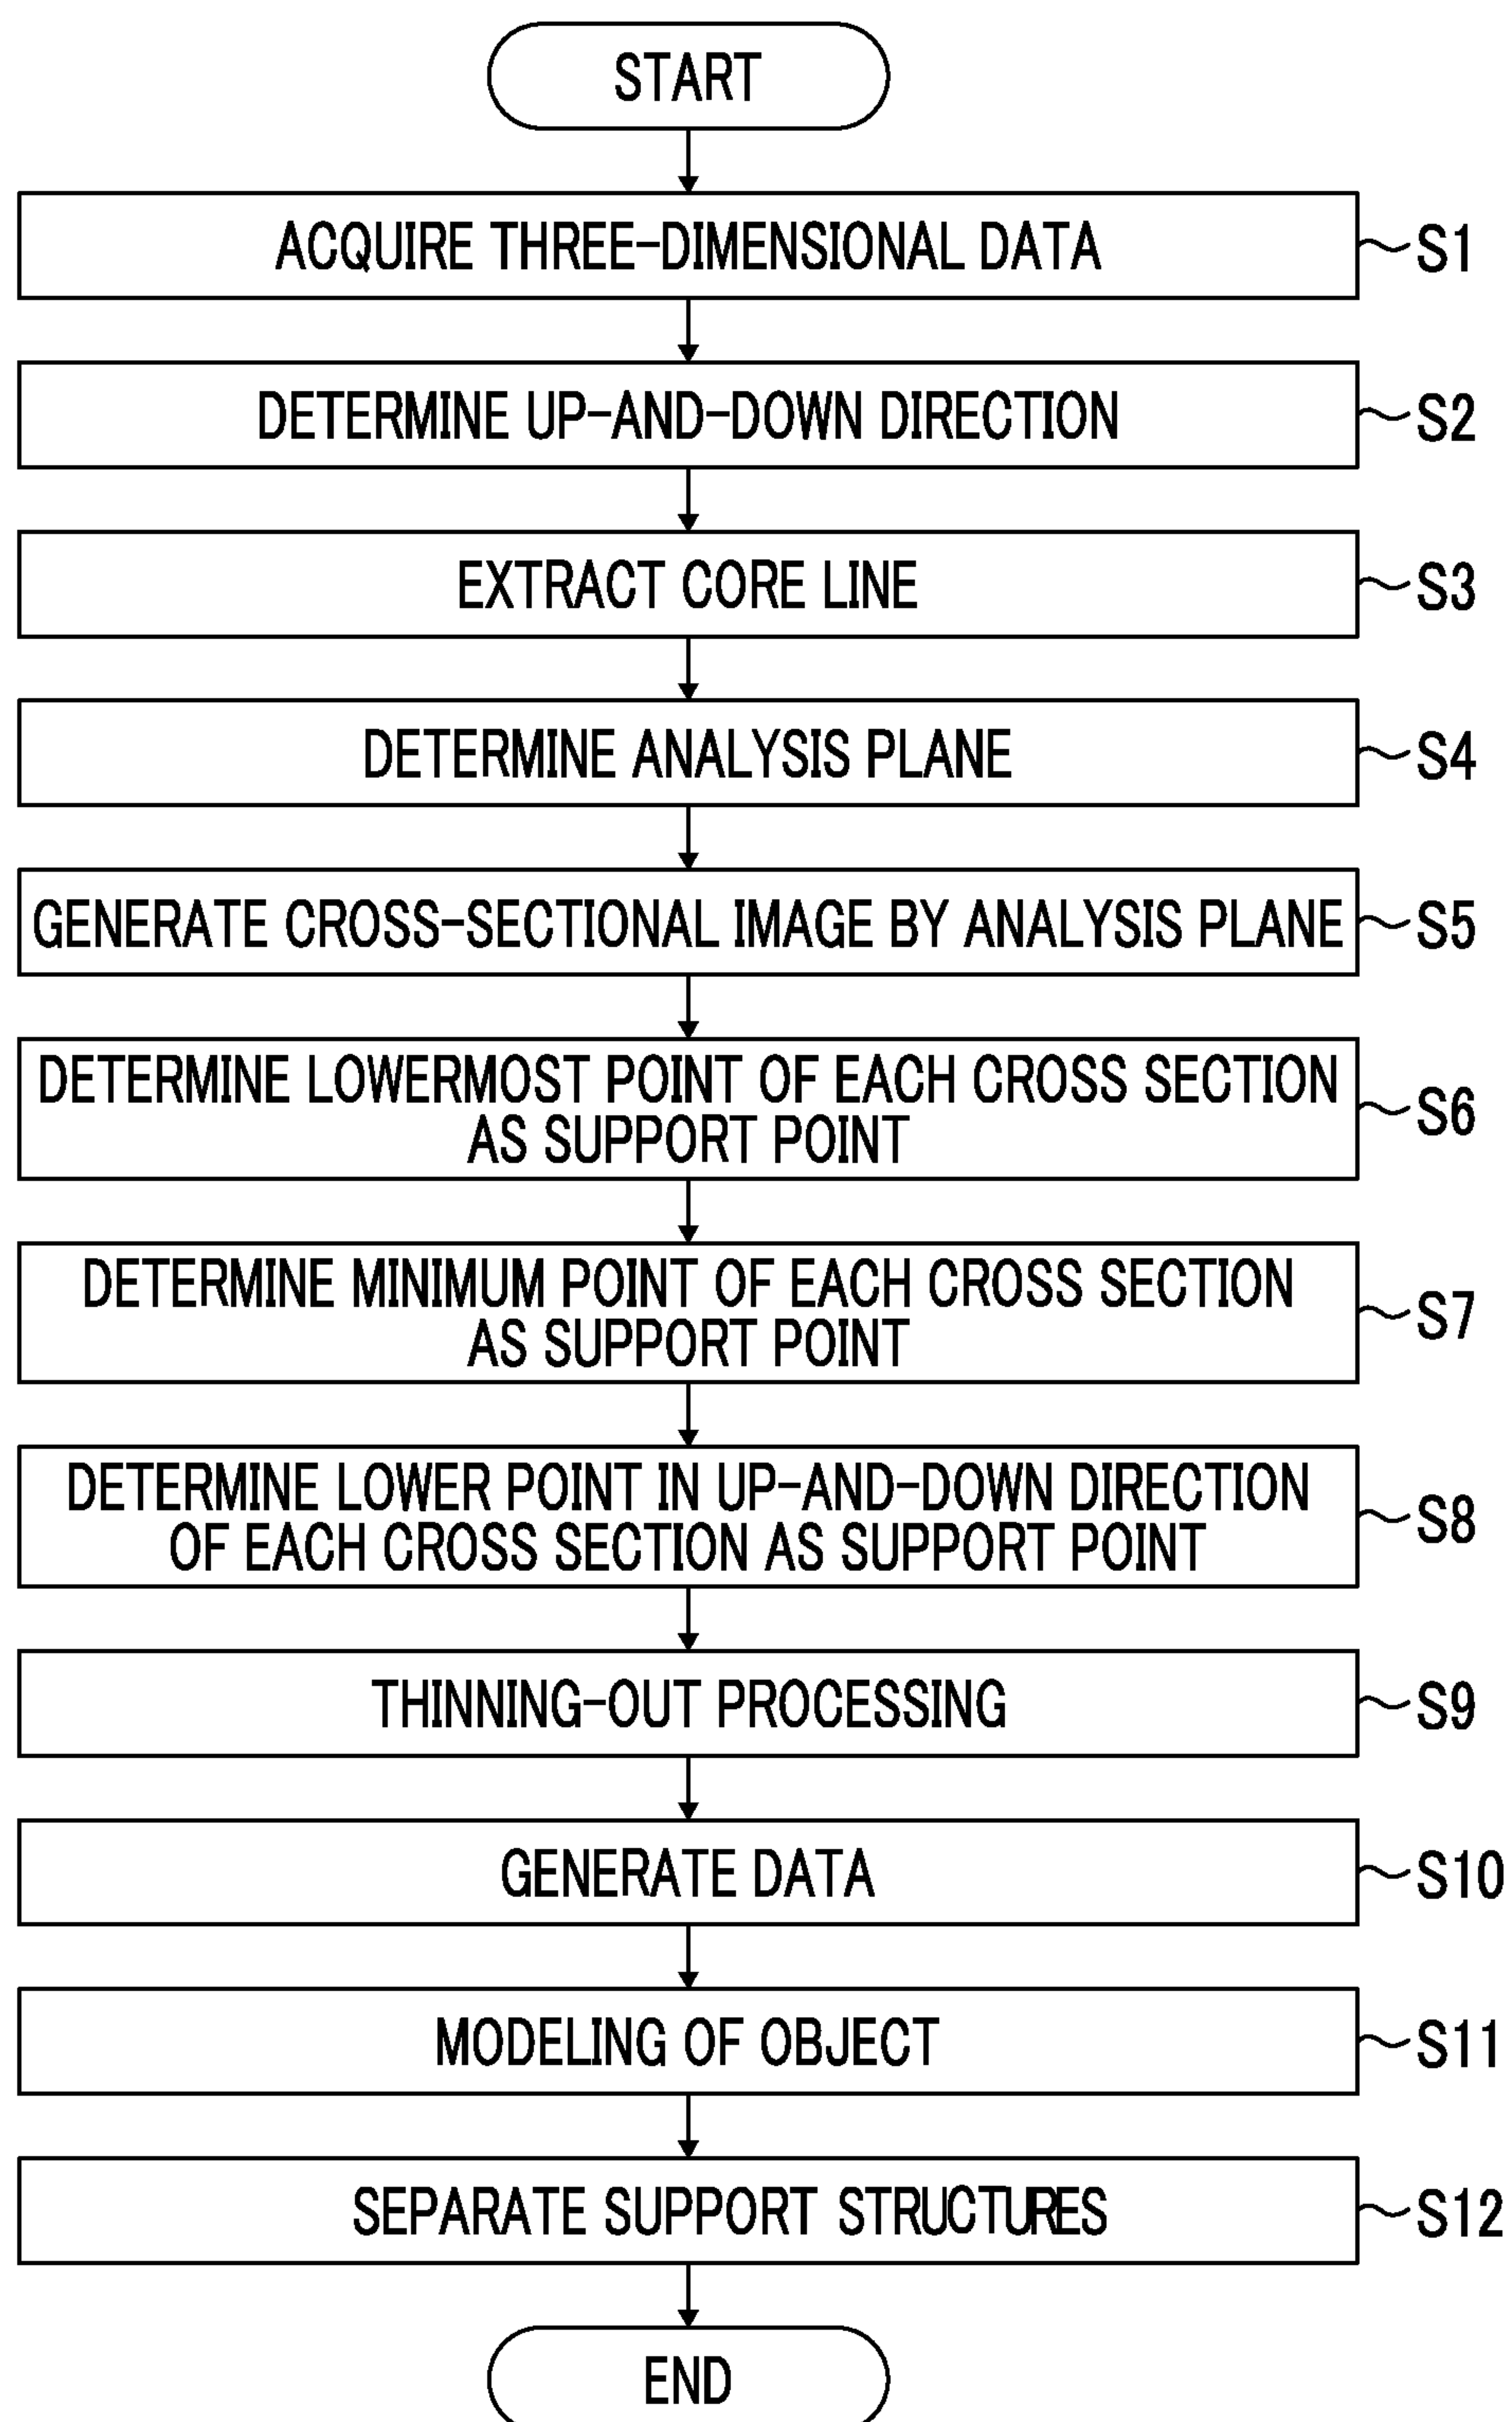 START
ACQUIRE THREE-DIMENSIONAL DATA
S1
DETERMINE UP-AND-DOWN DIRECTION
S2
EXTRACT CORE LINE
S3
DETERMINE ANALYSIS PLANE
S4
GENERATE CROSS-SECTIONAL IMAGE BY ANALYSIS PLANE
S5
DETERMINE LOWERMOST POINT OF EACH CROSS SECTION
AS SUPPORT POINT
S6
DETERMINE MINIMUM POINT OF EACH CROSS SECTION
AS SUPPORT POINT
S7
DETERMINE LOWER POINT IN UP-AND-DOWN DIRECTION
OF EACH CROSS SECTION AS SUPPORT POINT
S8
THINNING-OUT PROCESSING
S9
GENERATE DATA
S10
MODELING OF OBJECT
S11
SEPARATE SUPPORT STRUCTURES
S12
END